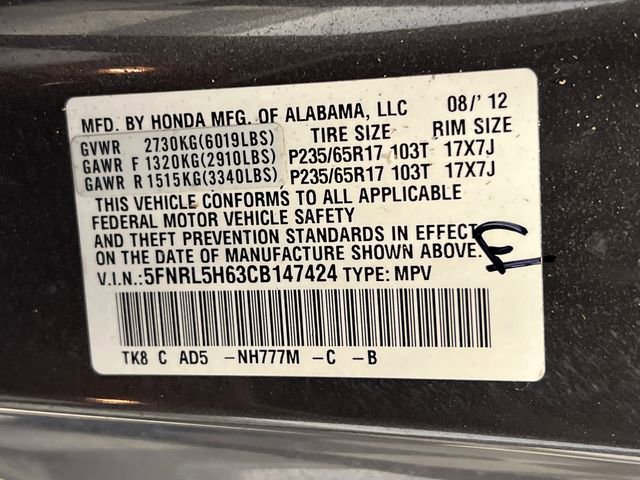 MFD. BY HONDA MFG. OF ALABAMA, LLC 08/'12
GVWR 2730KG(6019LBS) TIRE SIZE RIM SIZE
GAWR F 1320KG(2910LBS) P235/65R17 103T 17X7J
GAWR R 1515KG(3340LBS) P235/65R17 103T 17X7J
THIS VEHICLE CONFORMS TO ALL APPLICABLE
FEDERAL MOTOR VEHICLE SAFETY
AND THEFT PREVENTION STANDARDS IN EFFECT
ON THE DATE OF MANUFACTURE SHOWN ABOVE. E
V.I.N.:5FNRL5H63CB147424 TYPE: MPV
TK8 C AD5 -NH777M -C -B